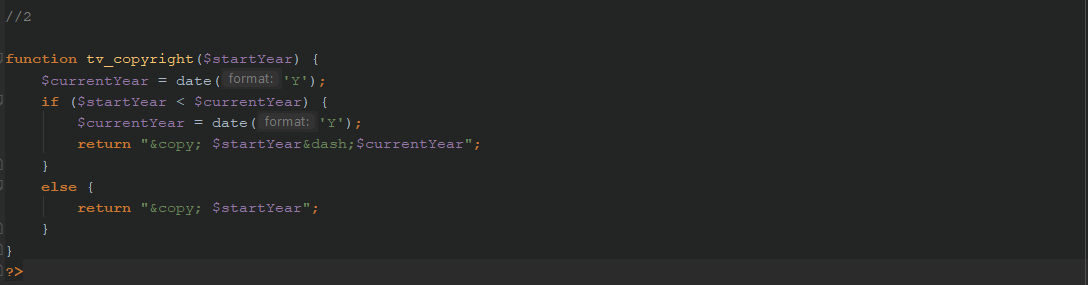 //2
function tv_copyright($startYear) {
    $currentYear = date( format: 'Y');
    if ($startYear < $currentYear) {
        $currentYear = date( format: 'Y');
        return "&copy; $startYear&dash;$currentYear";
    }
    else {
        return "&copy; $startYear";
    }
}
?>